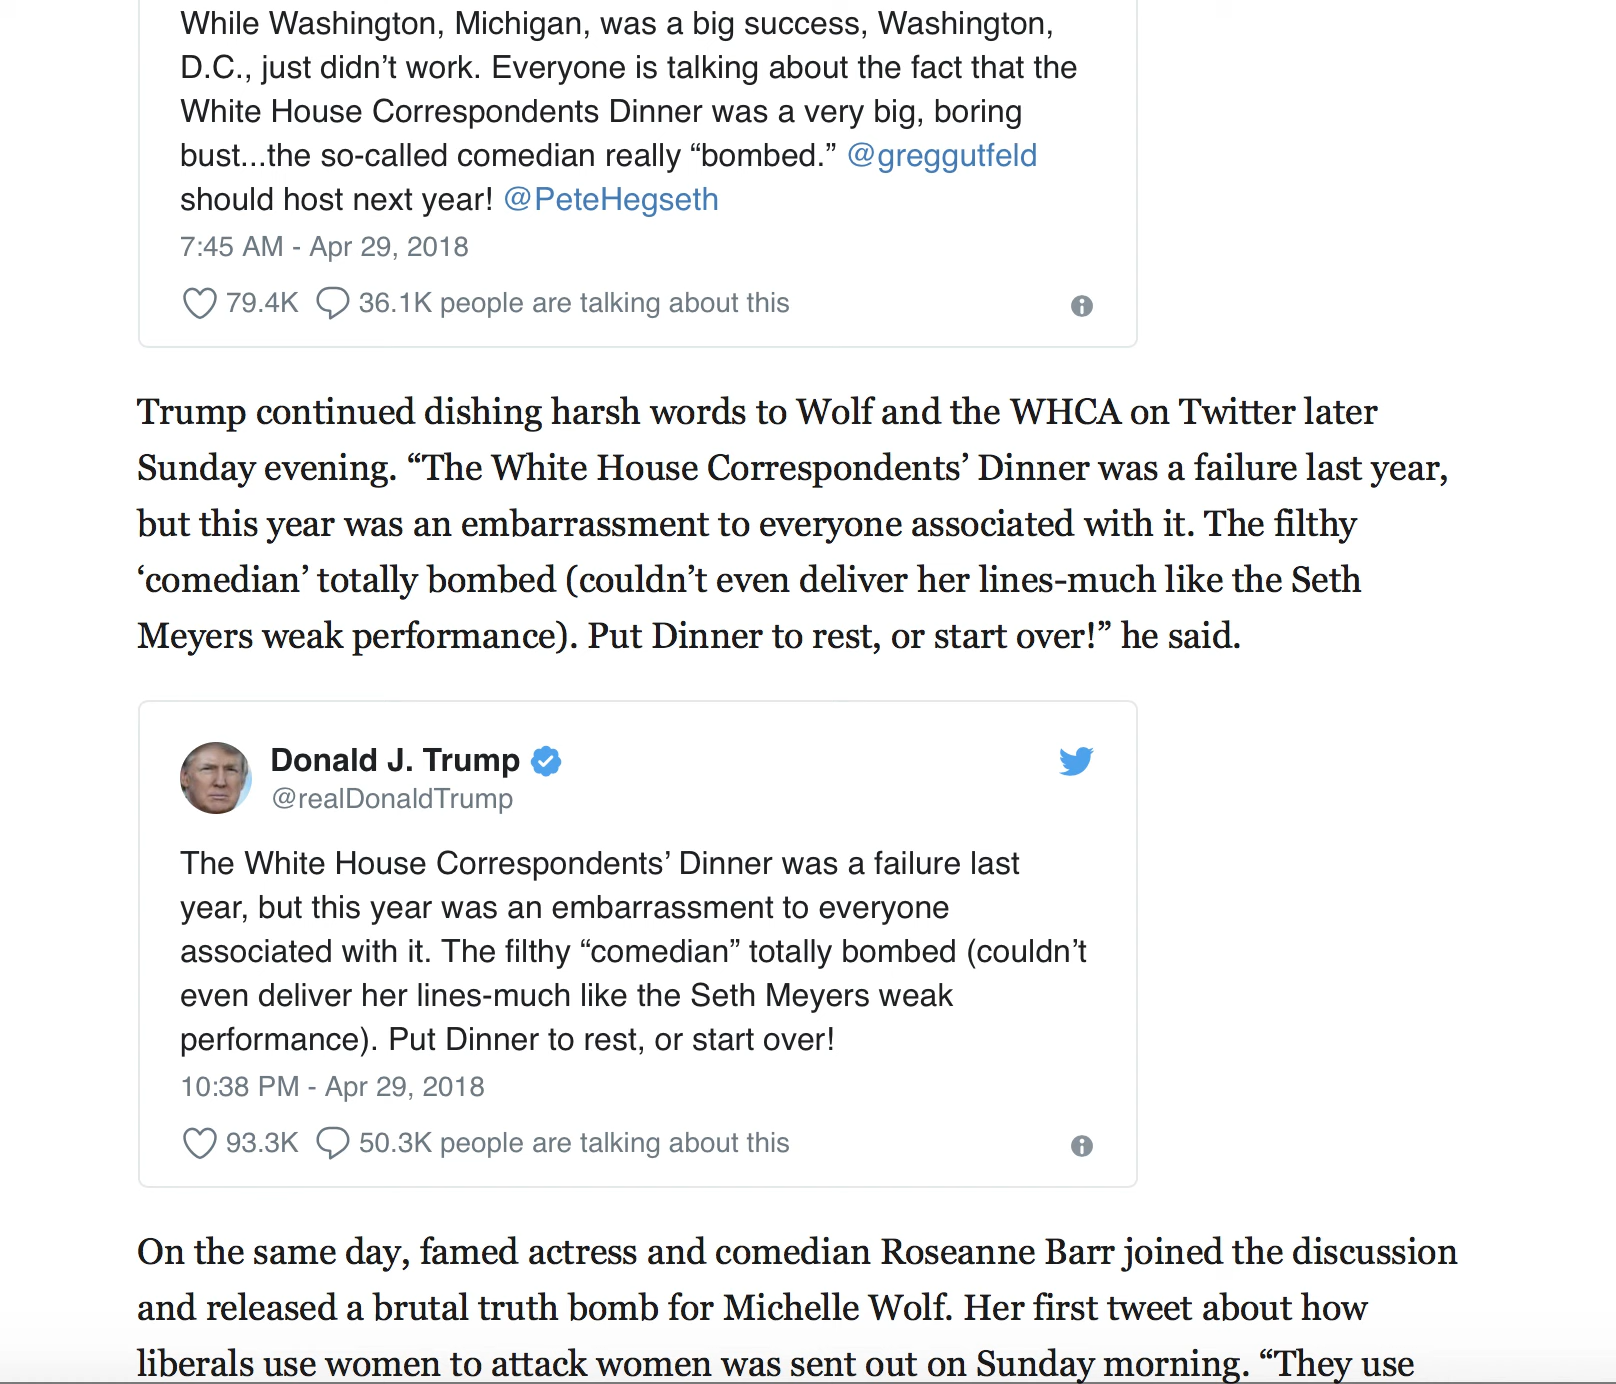 While Washington, Michigan, was a big success, Washington,
D.C., just didn’t work. Everyone is talking about the fact that the
White House Correspondents Dinner was a very big, boring
bust...the so-called comedian really “bombed.” @greggutfeld
should host next year! @PeteHegseth
7:45 AM - Apr 29, 2018
79.4K 36.1K people are talking about this
Trump continued dishing harsh words to Wolf and the WHCA on Twitter later
Sunday evening. “The White House Correspondents’ Dinner was a failure last year,
but this year was an embarrassment to everyone associated with it. The filthy
‘comedian’ totally bombed (couldn’t even deliver her lines-much like the Seth
Meyers weak performance). Put Dinner to rest, or start over!” he said.
Donald J. Trump
@realDonaldTrump
The White House Correspondents’ Dinner was a failure last
year, but this year was an embarrassment to everyone
associated with it. The filthy “comedian” totally bombed (couldn’t
even deliver her lines-much like the Seth Meyers weak
performance). Put Dinner to rest, or start over!
10:38 PM - Apr 29, 2018
93.3K 50.3K people are talking about this
On the same day, famed actress and comedian Roseanne Barr joined the discussion
and released a brutal truth bomb for Michelle Wolf. Her first tweet about how
liberals use women to attack women was sent out on Sunday morning. “They use